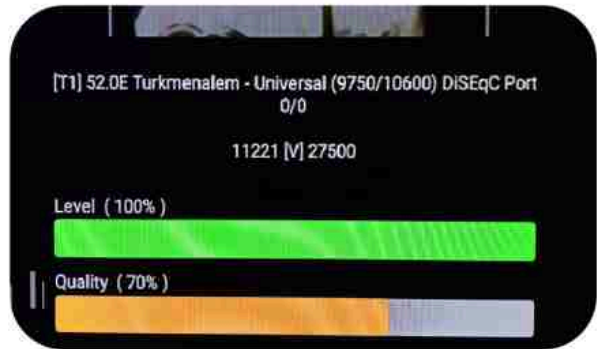 [T1] 52.0E Turkmenalem - Universal (9750/10600) DiSEqC Port
0/0
11221 [V] 27500
Level ( 100% )
Quality ( 70% )